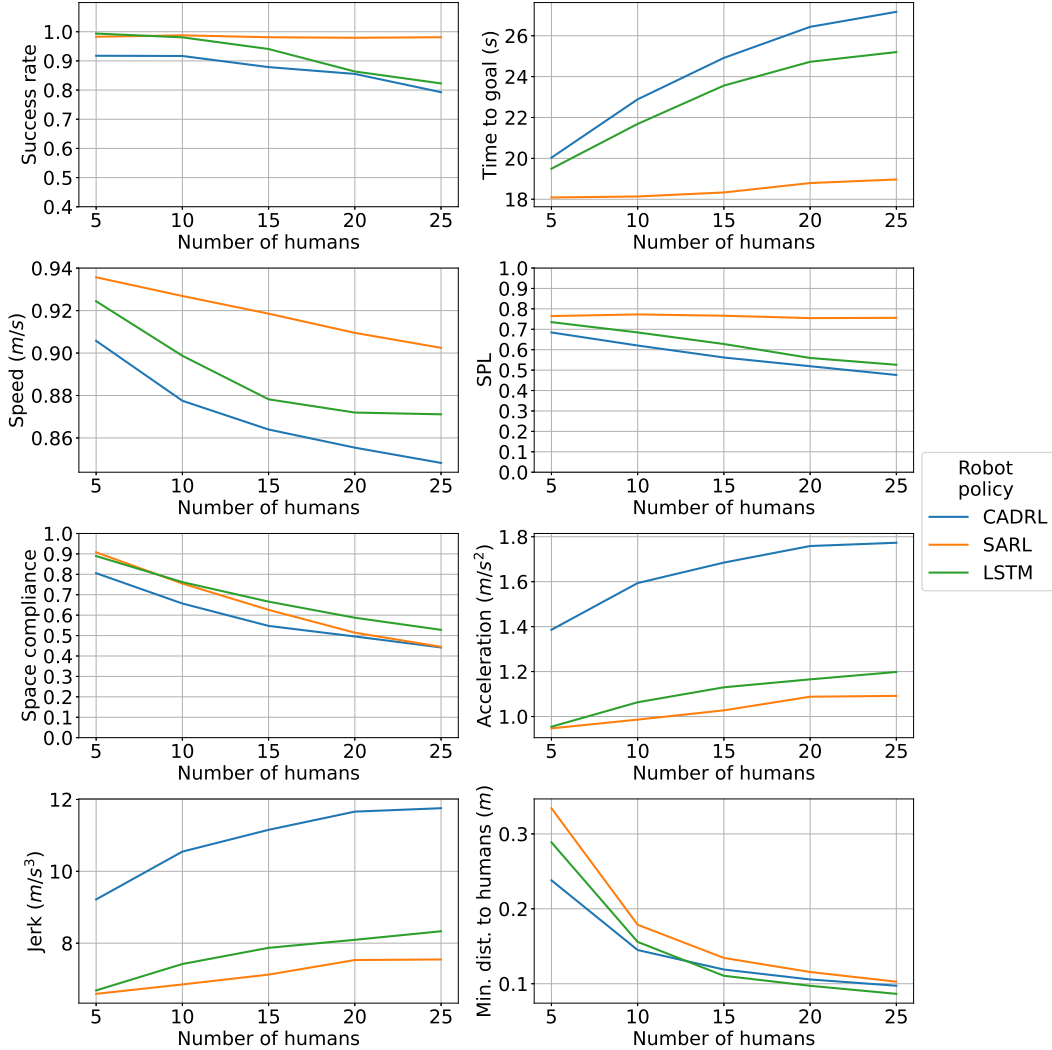 Success rate
1.0
0.9
0.8
0.7
0.6
0.5
0.4
5 10 15 20 25
Number of humans
Time to goal (s)
26
24
22
20
18
5 10 15 20 25
Number of humans
Speed (m/s)
0.94
0.92
0.90
0.88
0.86
5 10 15 20 25
Number of humans
SPL
1.0
0.9
0.8
0.7
0.6
0.5
0.4
0.3
0.2
0.1
0.0
5 10 15 20 25
Number of humans
Robot
policy
CADRL
SARL
LSTM
Space compliance
1.0
0.9
0.8
0.7
0.6
0.5
0.4
0.3
0.2
0.1
0.0
5 10 15 20 25
Number of humans
Acceleration (m/s²)
1.8
1.6
1.4
1.2
1.0
5 10 15 20 25
Number of humans
Jerk (m/s³)
12
10
8
5 10 15 20 25
Number of humans
Min. dist. to humans (m)
0.3
0.2
0.1
5 10 15 20 25
Number of humans